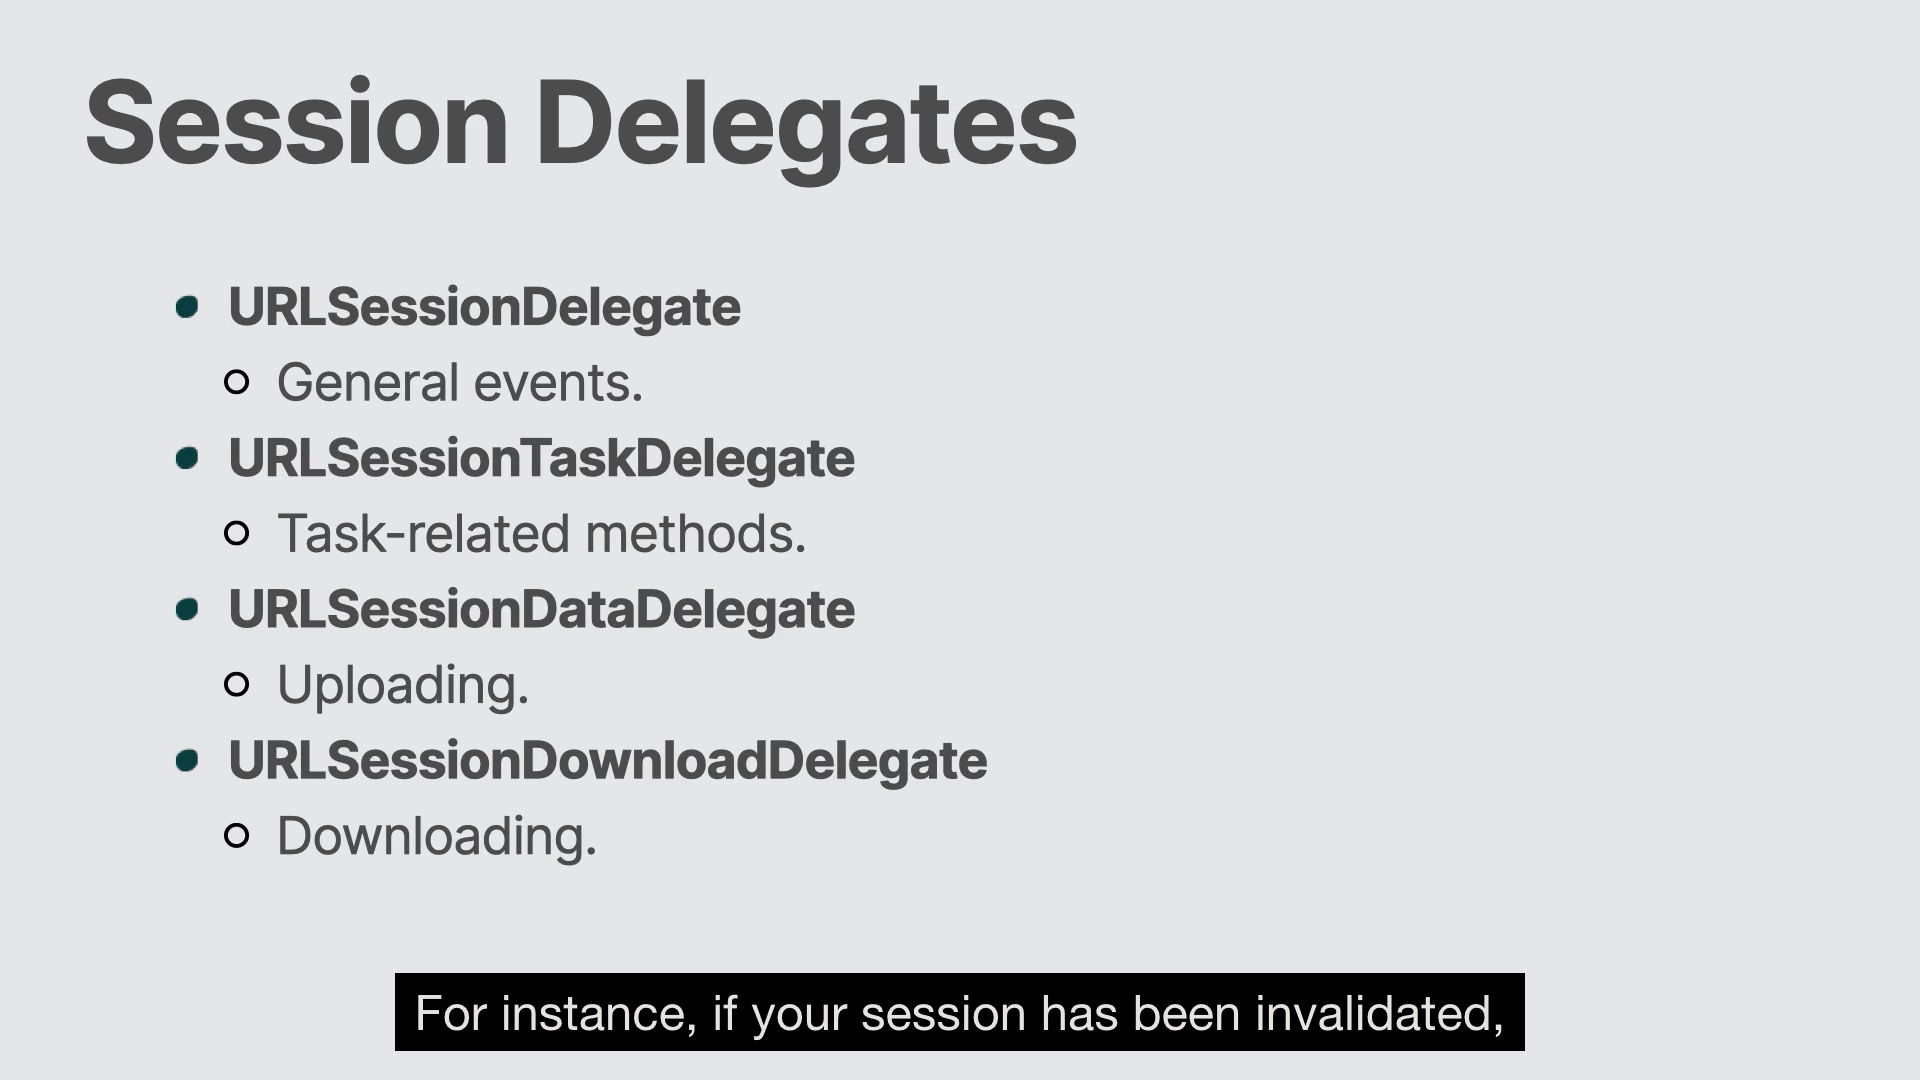 Session Delegates
URLSessionDelegate
General events.
URLSessionTaskDelegate
Task-related methods.
URLSessionDataDelegate
Uploading.
URLSessionDownloadDelegate
Downloading.
For instance, if your session has been invalidated,